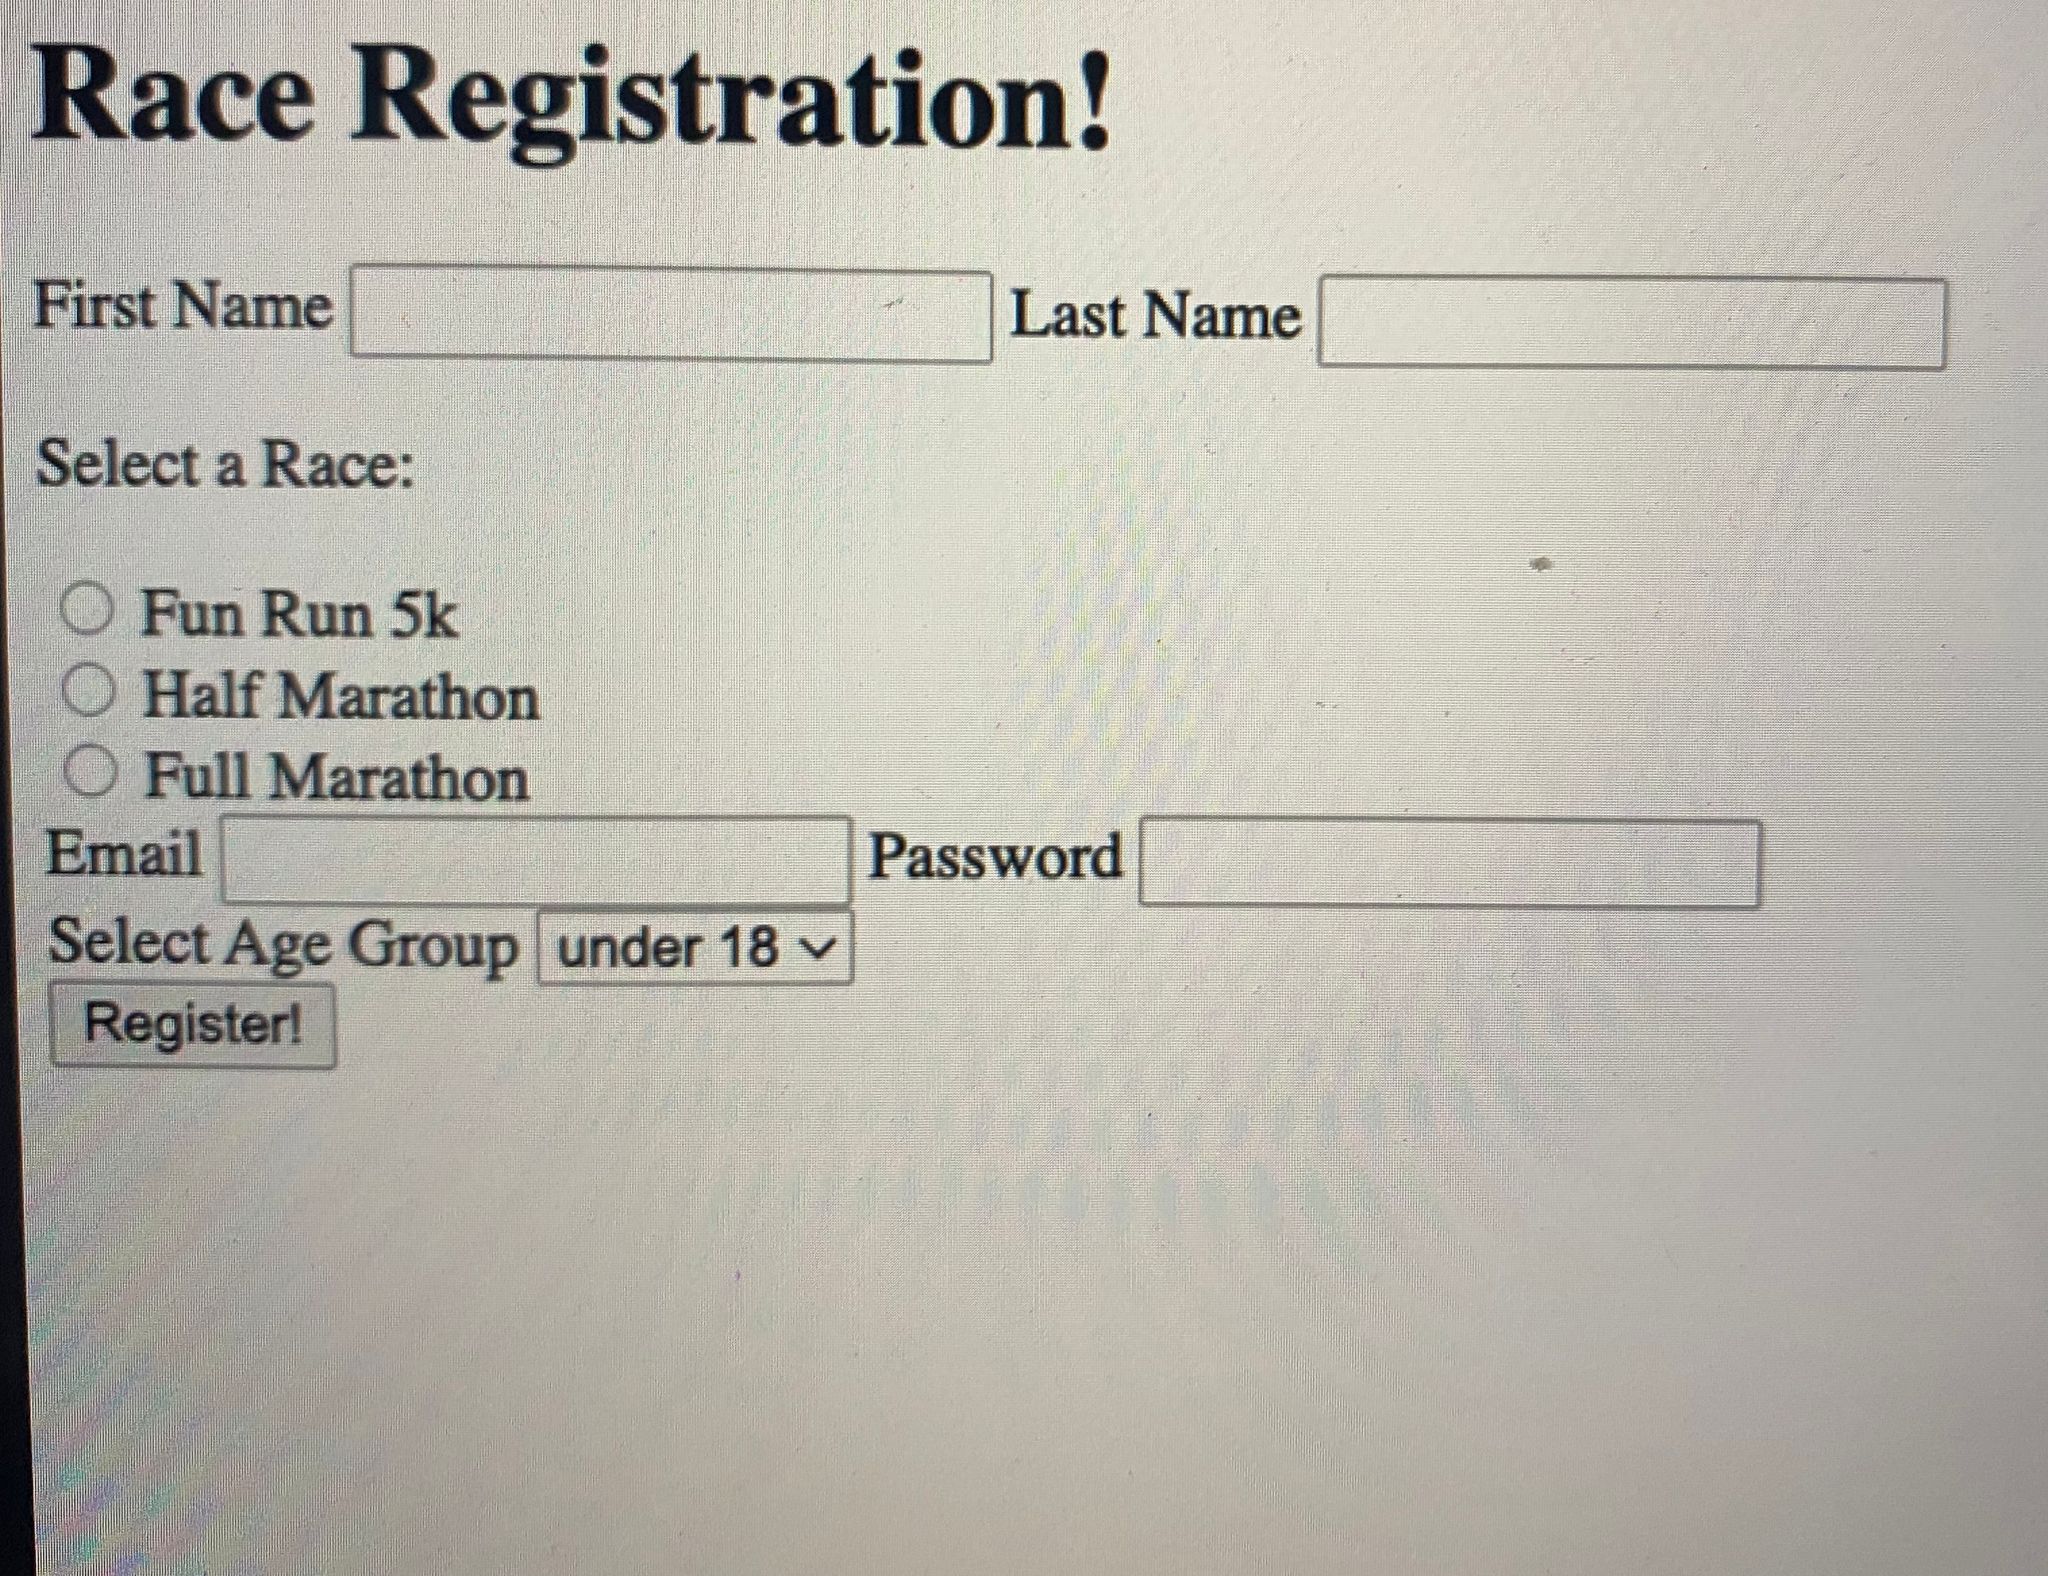 Race Registration!
First Name Last Name
Select a Race:
Fun Run 5k
Half Marathon
Full Marathon
Email Password
Select Age Group under 18
Register!